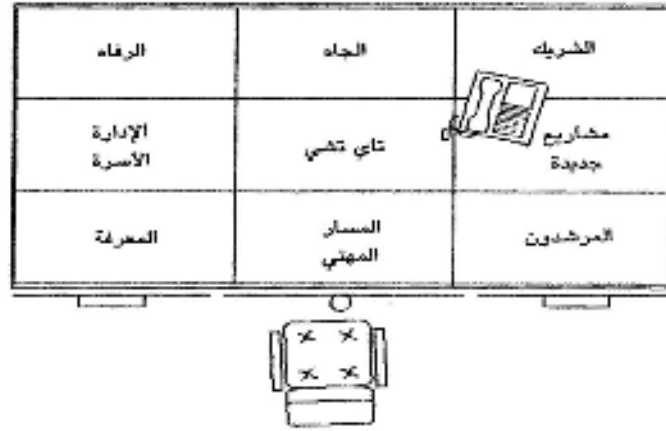 الشريك
الجاه
الرفاه
مشاريع
جديدة
تاي تشي
الإدارة
الأسرة
المرشدون
المسار
المهني
المعرفة